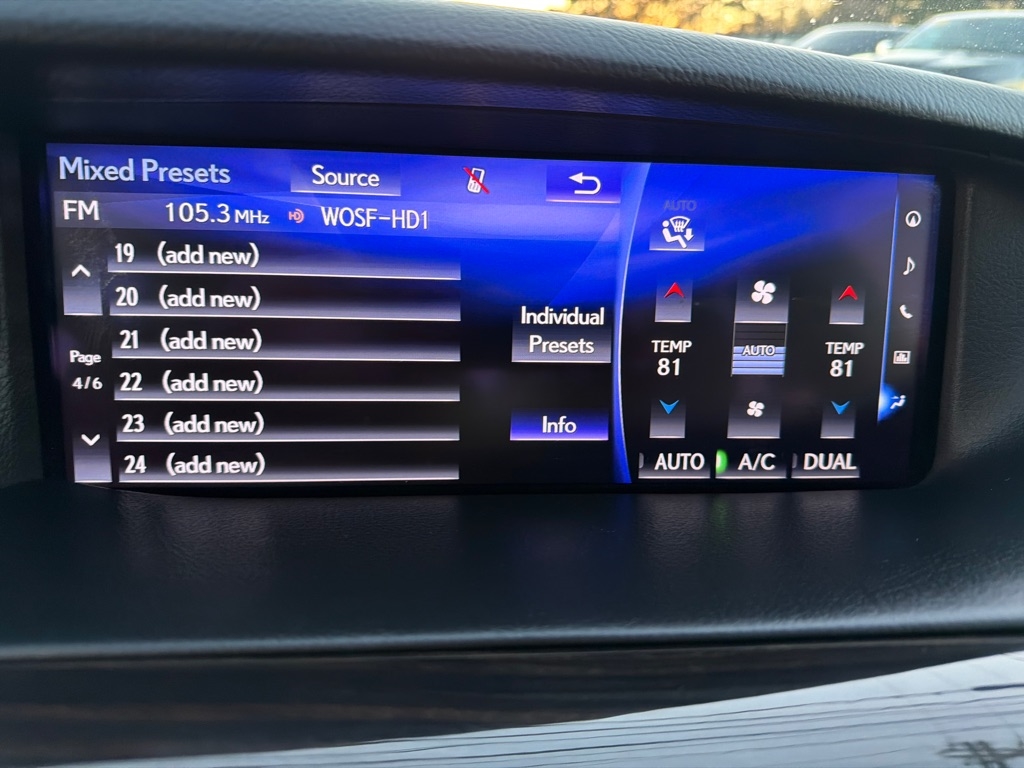 Mixed Presets
Source
FM 105.3 MHz HD WOSF-HD1
19 (add new)
20 (add new)
21 (add new)
22 (add new)
23 (add new)
24 (add new)
Page
4/6
Individual
Presets
Info
AUTO
TEMP
81
AUTO
TEMP
81
AUTO
A/C
DUAL